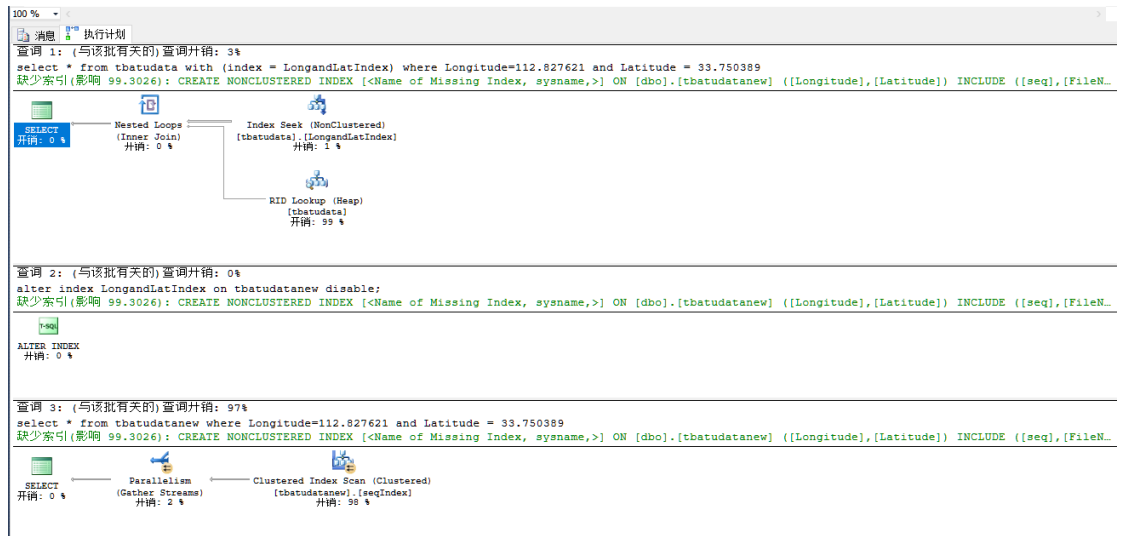 100 %
消息 执行计划
查询 1: (与该批有关的)查询开销: 3%
select * from tbatudata with (index = LongandLatIndex) where Longitude=112.827621 and Latitude = 33.750389
缺少索引(影响 99.3026): CREATE NONCLUSTERED INDEX [<Name of Missing Index, sysname,>] ON [dbo].[tbatudatanew] ([Longitude],[Latitude]) INCLUDE ([seq],[FileN…
SELECT
开销: 0 %
Nested Loops
(Inner Join)
开销: 0 %
Index Seek (NonClustered)
[tbatudata].[LongandLatIndex]
开销: 1 %
RID Lookup (Heap)
[tbatudata]
开销: 99 %
查询 2: (与该批有关的)查询开销: 0%
alter index LongandLatIndex on tbatudatanew disable;
缺少索引(影响 99.3026): CREATE NONCLUSTERED INDEX [<Name of Missing Index, sysname,>] ON [dbo].[tbatudatanew] ([Longitude],[Latitude]) INCLUDE ([seq],[FileN…
T-SQL
ALTER INDEX
开销: 0 %
查询 3: (与该批有关的)查询开销: 97%
select * from tbatudatanew where Longitude=112.827621 and Latitude = 33.750389
缺少索引(影响 99.3026): CREATE NONCLUSTERED INDEX [<Name of Missing Index, sysname,>] ON [dbo].[tbatudatanew] ([Longitude],[Latitude]) INCLUDE ([seq],[FileN…
SELECT
开销: 0 %
Parallelism
(Gather Streams)
开销: 2 %
Clustered Index Scan (Clustered)
[tbatudatanew].[seqIndex]
开销: 98 %